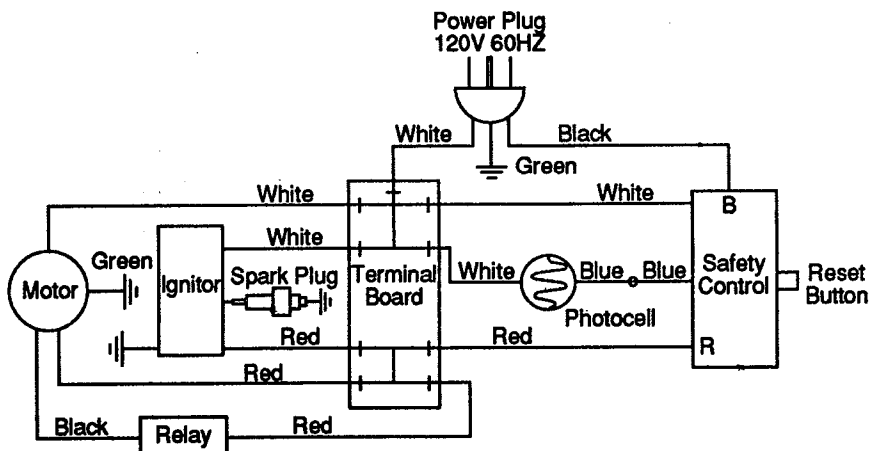 Power Plug
120V 60HZ
White
Black
Green
White
White
B
White
Green
Ignitor
Spark Plug
Terminal
Board
White
Blue
Blue
Safety
Control
Reset
Button
Motor
Photocell
Red
Red
R
Red
Black
Relay
Red